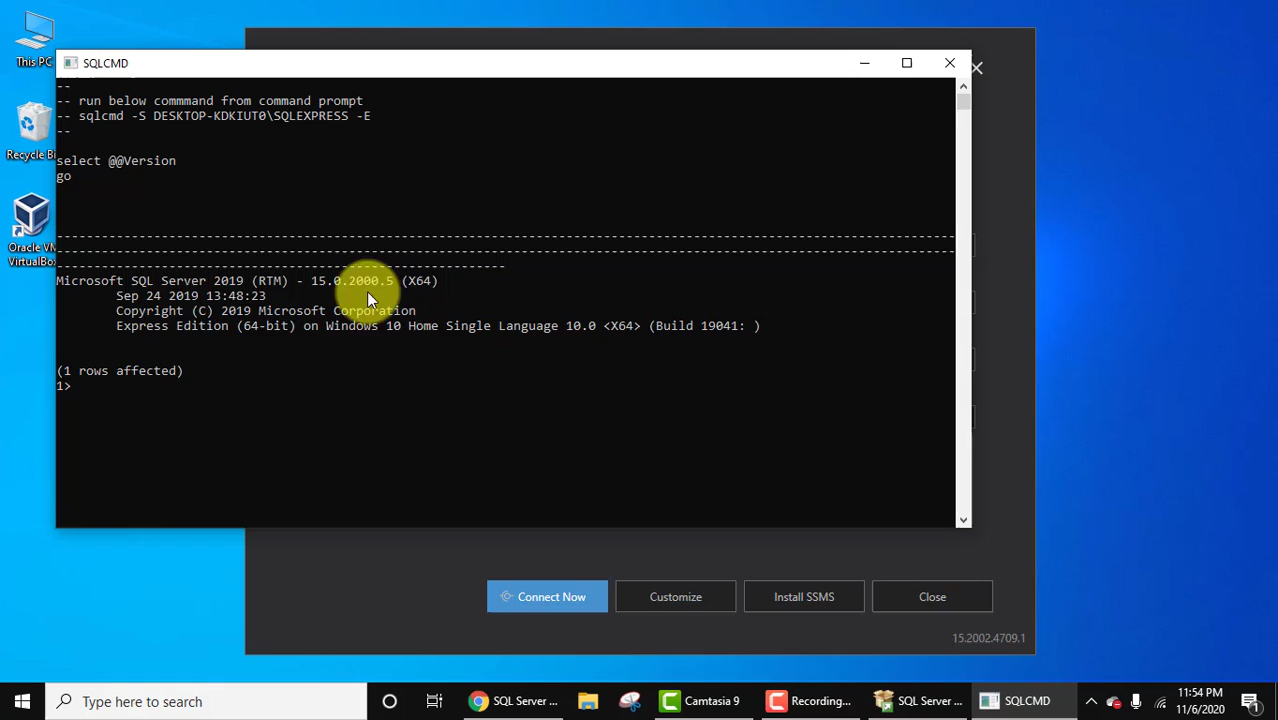 This PC
Recycle Bi
Oracle VM
VirtualBox
SQLCMD
--
-- run below commmand from command prompt
-- sqlcmd -S DESKTOP-KDKIUT0\SQLEXPRESS -E
--
select @@Version
go
--------------------------------------------------------------------------------------------------------------------
--------------------------------------------------------------------------------------------------------------------
------------------------------------------------------------
Microsoft SQL Server 2019 (RTM) - 15.0.2000.5 (X64)
Sep 24 2019 13:48:23
Copyright (C) 2019 Microsoft Corporation
Express Edition (64-bit) on Windows 10 Home Single Language 10.0 <X64> (Build 19041: )
(1 rows affected)
1>
Connect Now
Customize
Install SSMS
Close
15.2002.4709.1
Type here to search
SQL Server ...
Camtasia 9
Recording...
SQL Server ...
SQLCMD
11:54 PM
11/6/2020
1